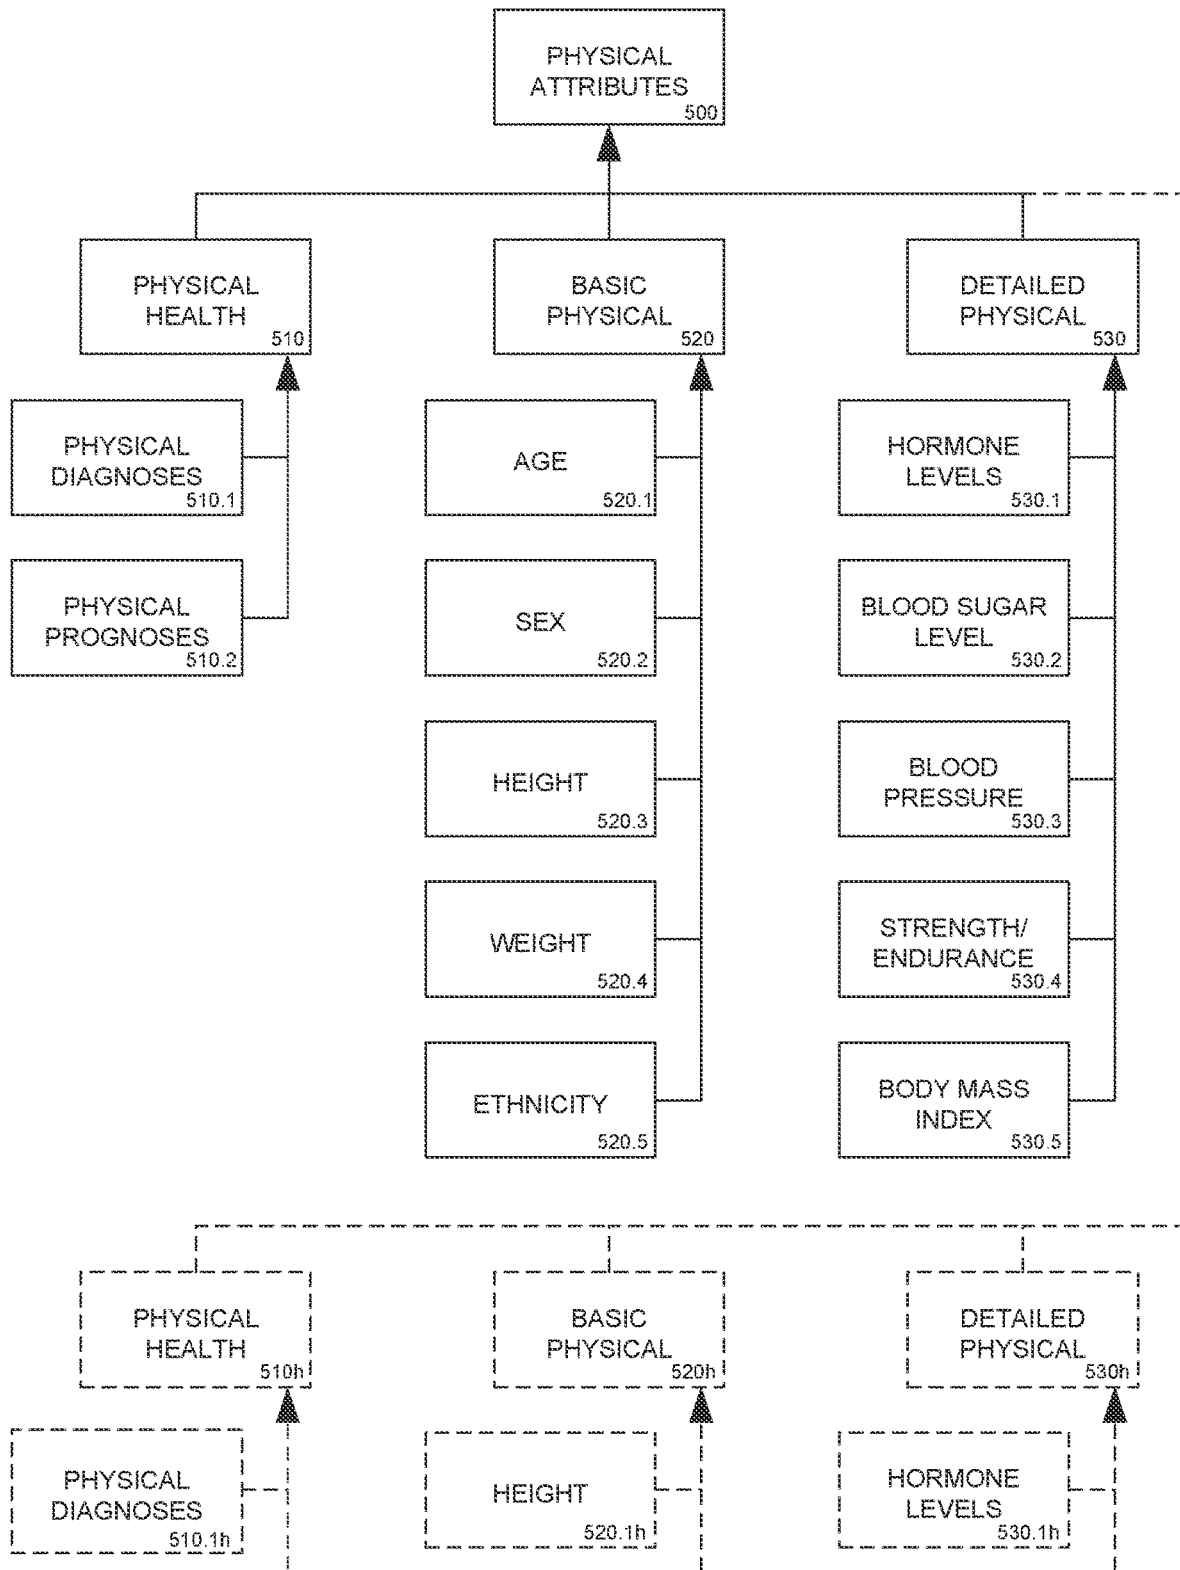 PHYSICAL
ATTRIBUTES
500
PHYSICAL
HEALTH
510
BASIC
PHYSICAL
520
DETAILED
PHYSICAL
530
PHYSICAL
DIAGNOSES
510.1
AGE
520.1
HORMONE
LEVELS
530.1
PHYSICAL
PROGNOSES
510.2
SEX
520.2
BLOOD SUGAR
LEVEL
530.2
HEIGHT
520.3
BLOOD
PRESSURE
530.3
WEIGHT
520.4
STRENGTH/
ENDURANCE
530.4
ETHNICITY
520.5
BODY MASS
INDEX
530.5
PHYSICAL
HEALTH
510h
BASIC
PHYSICAL
520h
DETAILED
PHYSICAL
530h
PHYSICAL
DIAGNOSES
510.1h
HEIGHT
520.1h
HORMONE
LEVELS
530.1h